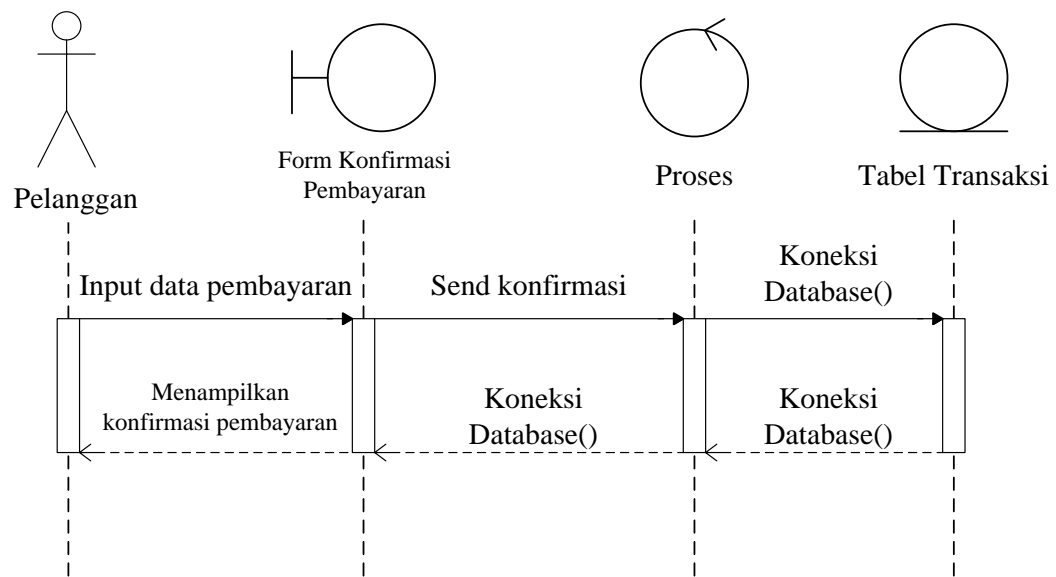 Pelanggan
Form Konfirmasi
Pembayaran
Proses
Tabel Transaksi
Input data pembayaran
Send konfirmasi
Koneksi
Database()
Menampilkan
konfirmasi pembayaran
Koneksi
Database()
Koneksi
Database()